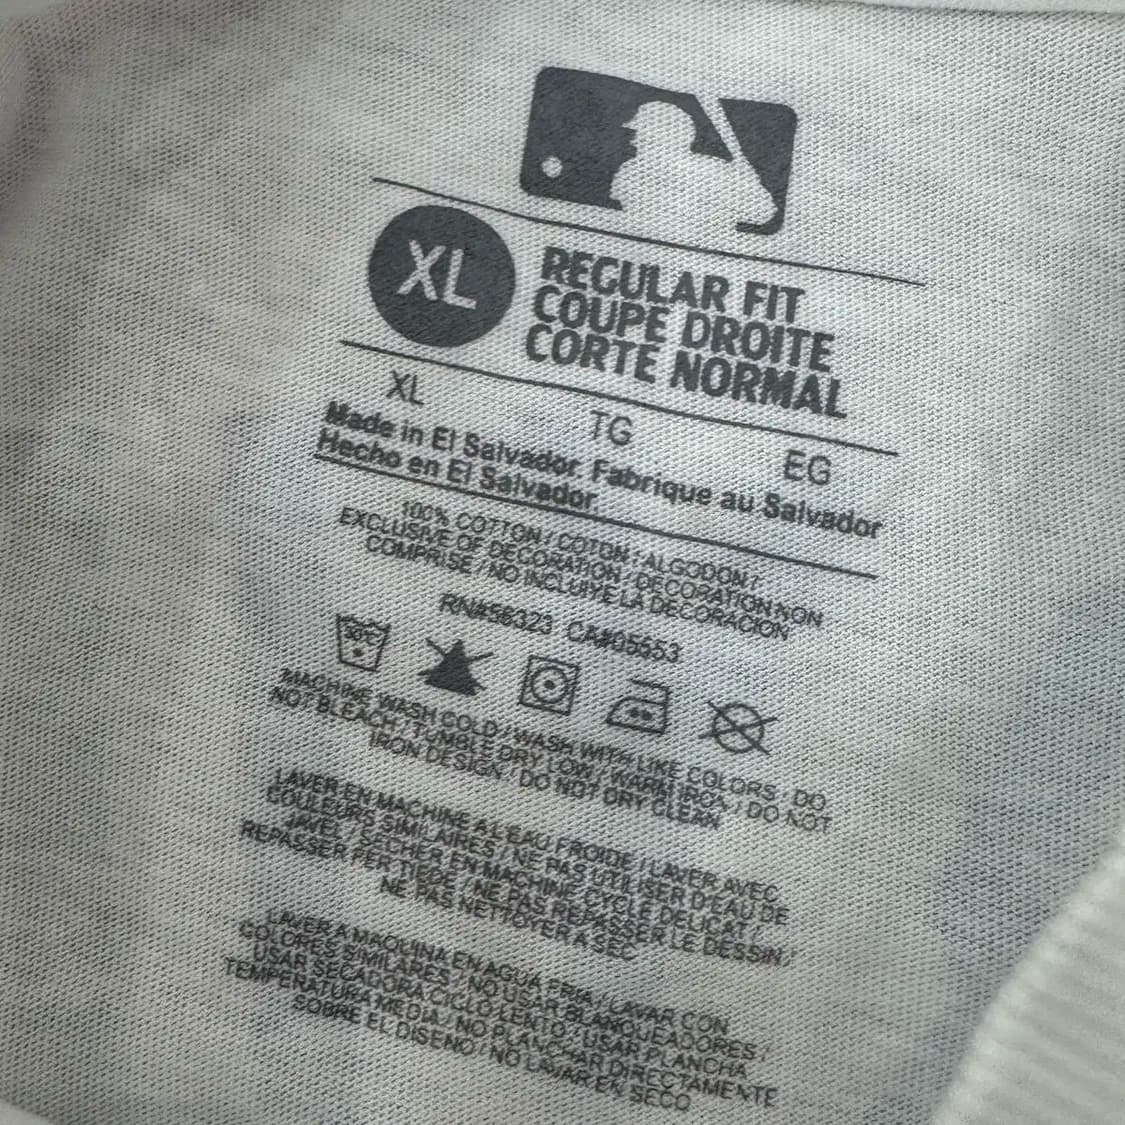 XL
REGULAR FIT
COUPE DROITE
CORTE NORMAL
XL TG EG
Made in El Salvador. Fabrique au Salvador
Hecho en El Salvador
100% COTTON / COTON / ALGODON /
EXCLUSIVE OF DECORATION / DECORATION NON
COMPRISE / NO INCLUIYE LA DECORACION
RN#56323 CA#05553
30°C
MACHINE WASH COLD / WASH WITH LIKE COLORS / DO
NOT BLEACH / TUMBLE DRY LOW / WARM IRON / DO NOT
IRON DESIGN / DO NOT DRY CLEAN
LAVER EN MACHINE A L'EAU FROIDE / LAVER AVEC
COULEURS SIMILAIRES / NE PAS UTILISER D'EAU DE
JAVEL / SECHER EN MACHINE CYCLE DELICAT /
REPASSER FER TIEDE / NE PAS REPASSER LE DESSIN /
NE PAS NETTOYER A SEC
LAVER A MAQUINA EN AGUA FRIA / LAVAR CON
COLORES SIMILARES / NO USAR BLANQUEADORES /
USAR SECADORA CICLO LENTO / USAR PLANCHA
TEMPERATURA MEDIA / NO PLANCHAR DIRECTAMENTE
SOBRE EL DISENO / NO LAVAR EN SECO